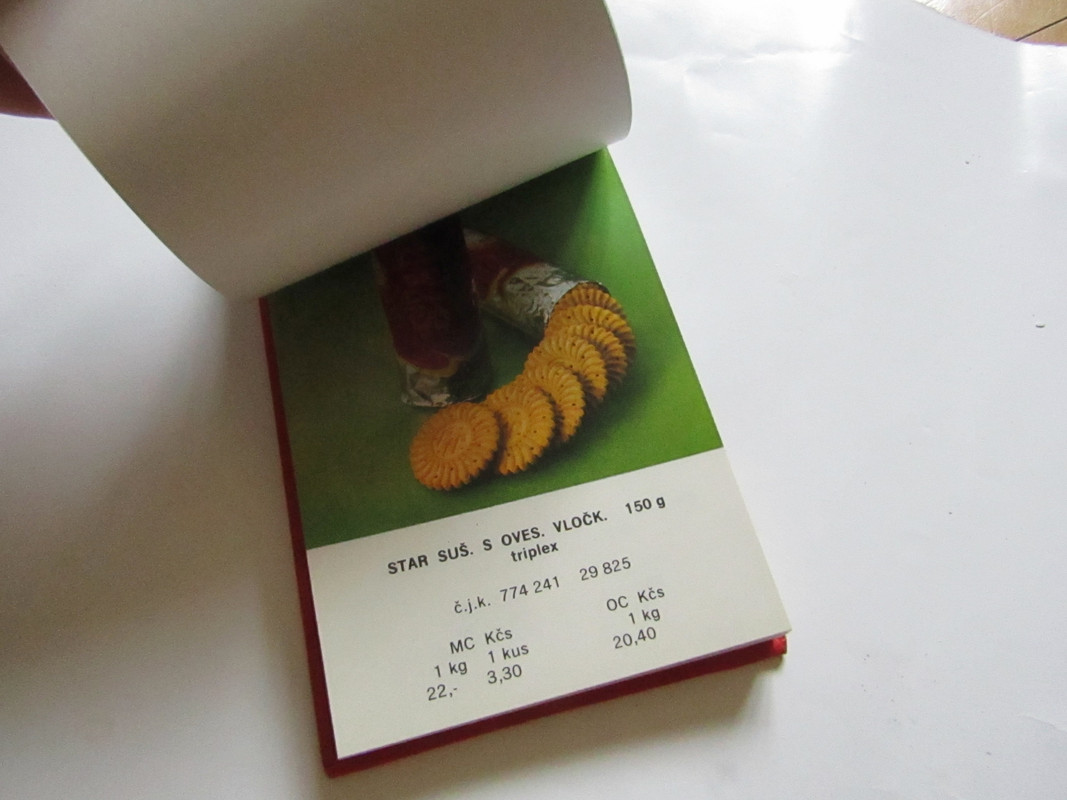 STAR SUŠ. S OVES. VLOČK. 150 g
triplex
č.j.k. 774 241 29 825
MC Kčs OC Kčs
1 kg 1 kus 1 kg
22,- 3,30 20,40